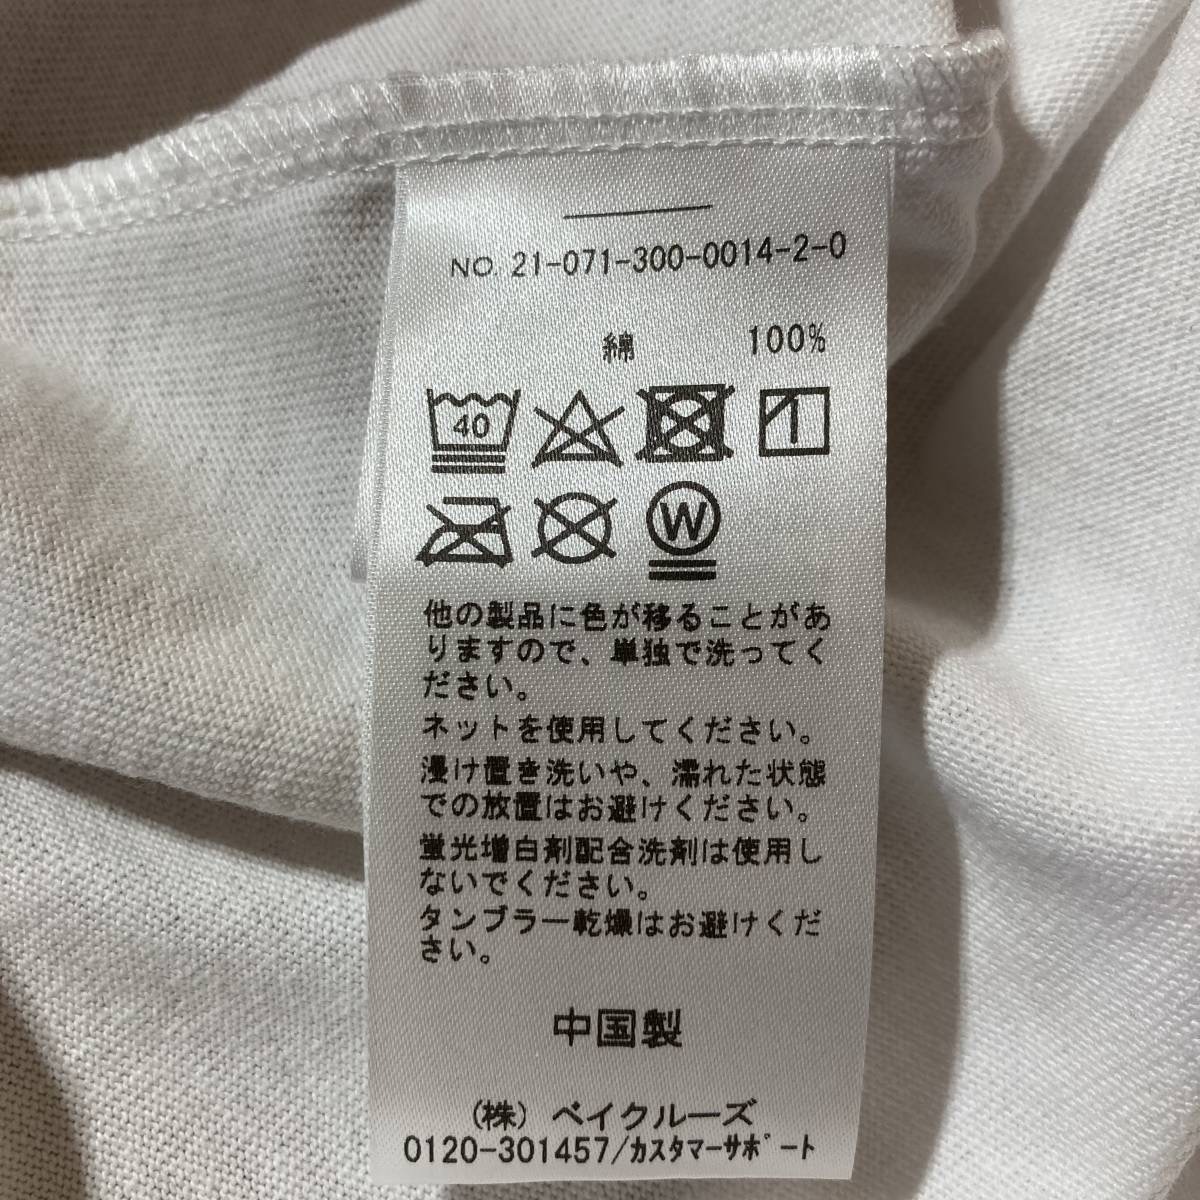 NO. 21-071-300-0014-2-0
綿 100%
40
W
他の製品に色が移ることがあ
りますので、単独で洗ってく
ださい。
ネットを使用してください。
浸け置き洗いや、濡れた状態
での放置はお避けください。
蛍光増白剤配合洗剤は使用し
ないでください。
タンブラー乾燥はお避けくだ
さい。
中国製
(株) ベイクルーズ
0120-301457/カスタマーサポート